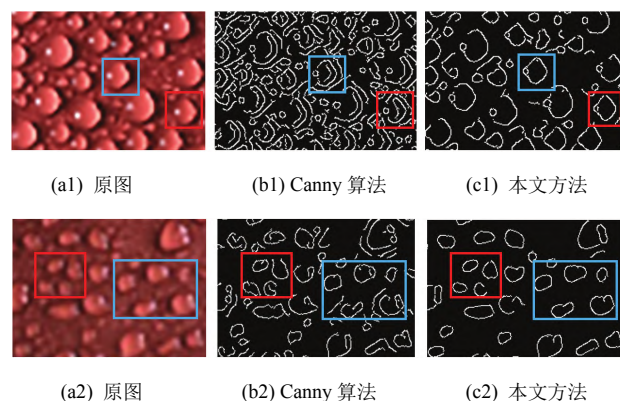 (a1) 原图 (b1) Canny 算法 (c1) 本文方法
(a2) 原图 (b2) Canny 算法 (c2) 本文方法